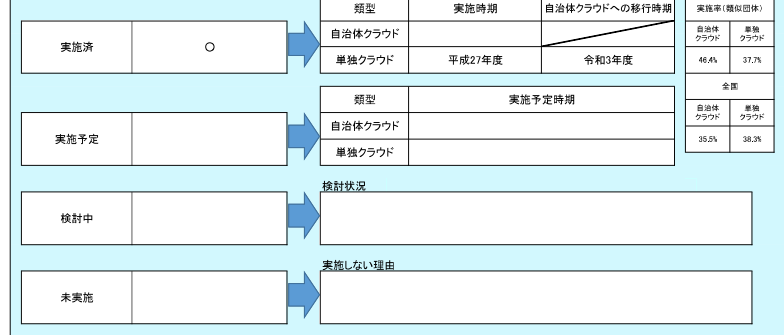 類型 実施時期 自治体クラウドへの移行時期
実施済 ○
自治体クラウド
単独クラウド 平成27年度 令和3年度
実施予定
類型 実施予定時期
自治体クラウド
単独クラウド
検討中
検討状況
未実施
実施しない理由
実施率(類似団体)
自治体クラウド 単独クラウド
46.4% 37.7%
全国
自治体クラウド 単独クラウド
35.5% 38.3%